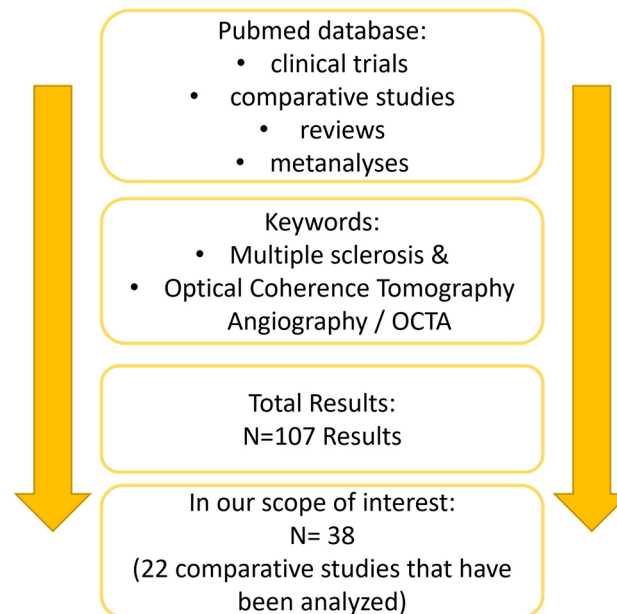 Pubmed database:
• clinical trials
• comparative studies
• reviews
• metanalyses
Keywords:
• Multiple sclerosis &
• Optical Coherence Tomography
Angiography / OCTA
Total Results:
N=107 Results
In our scope of interest:
N= 38
(22 comparative studies that have
been analyzed)